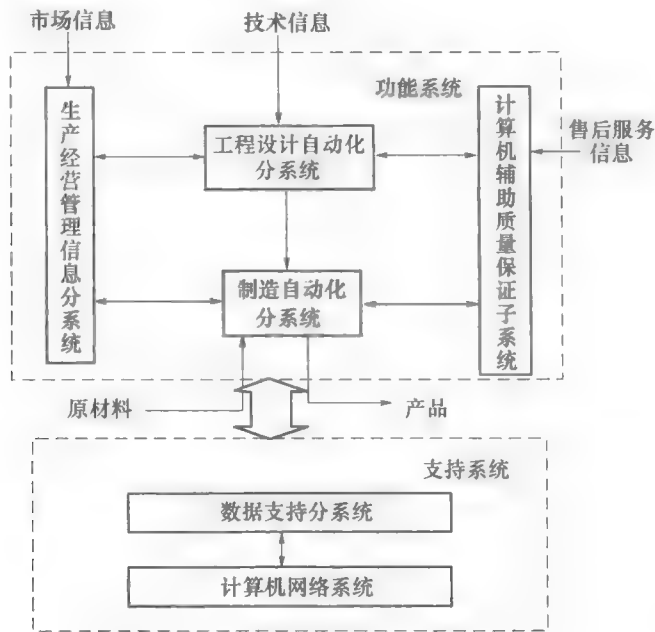 市场信息
技术信息
功能系统
生产经营管理信息分系统
工程设计自动化
分系统
计算机辅助质量保证子系统
售后服务
信息
制造自动化
分系统
原材料
产品
支持系统
数据支持分系统
计算机网络系统